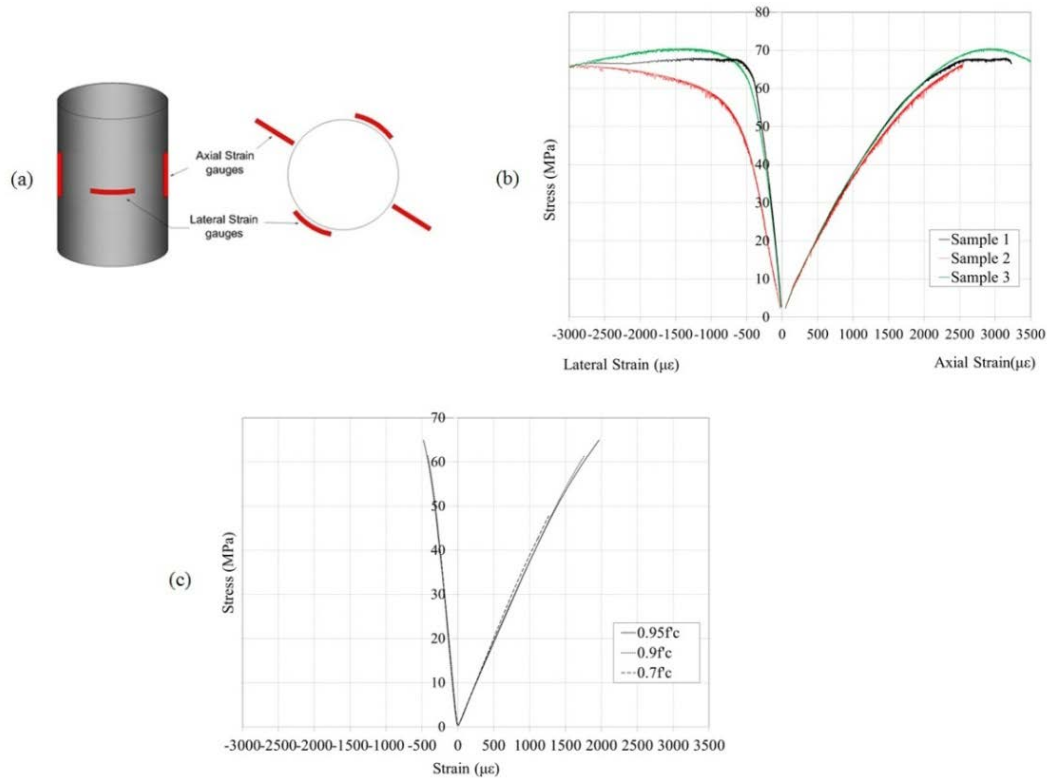 (a)
Axial Strain
gauges
Lateral Strain
gauges
(b)
Stress (MPa)
80
70
60
50
40
30
20
10
0
-3000-2500-2000-1500-1000-500 0 500 1000 1500 2000 2500 3000 3500
Lateral Strain (με) Axial Strain(με)
Sample 1
Sample 2
Sample 3
(c)
Stress (MPa)
70
60
50
40
30
20
10
0
-3000-2500-2000-1500-1000 -500 0 500 1000 1500 2000 2500 3000 3500
Strain (με)
0.95f'c
0.9f'c
0.7f'c